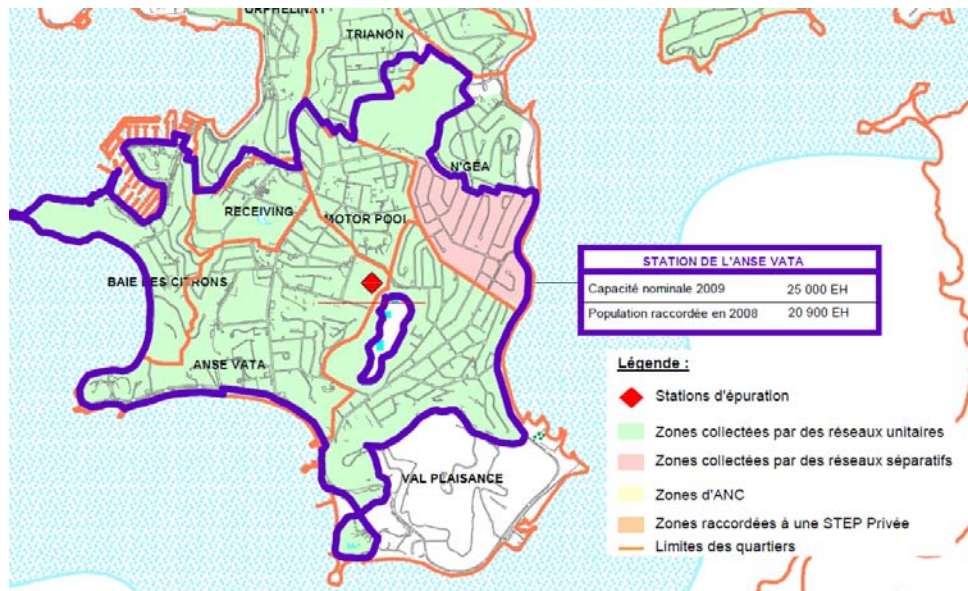 ORPHELINAT
TRIANON
N'GEA
RECEIVING
MOTOR POOl
BAIE DES CITRONS
ANSE VATA
VAL PLAISANCE
STATION DE L'ANSE VATA
Capacité nominale 2009 25 000 EH
Population raccordée en 2008 20 900 EH
Légende :
Stations d'épuration
Zones collectées par des réseaux unitaires
Zones collectées par des réseaux séparatifs
Zones d'ANC
Zones raccordées à une STEP Privée
Limites des quartiers